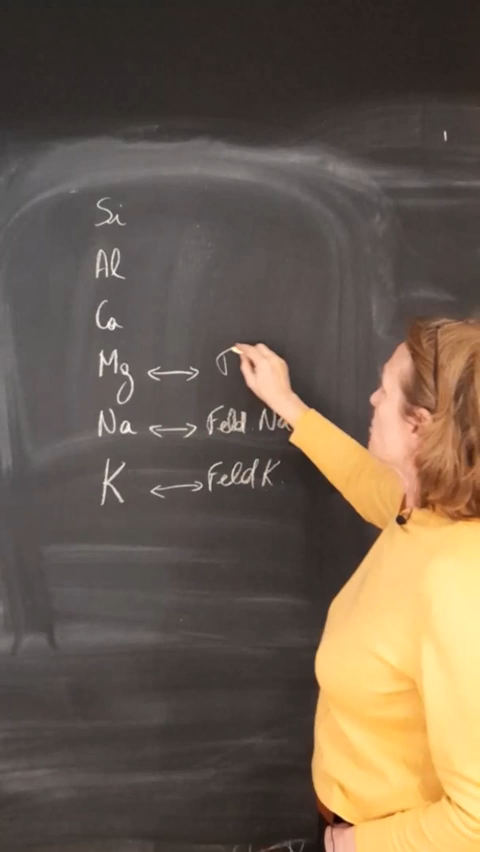 Si
Al
Ca
Mg ↔
Na ↔ Feld Na
K ↔ Feld K.